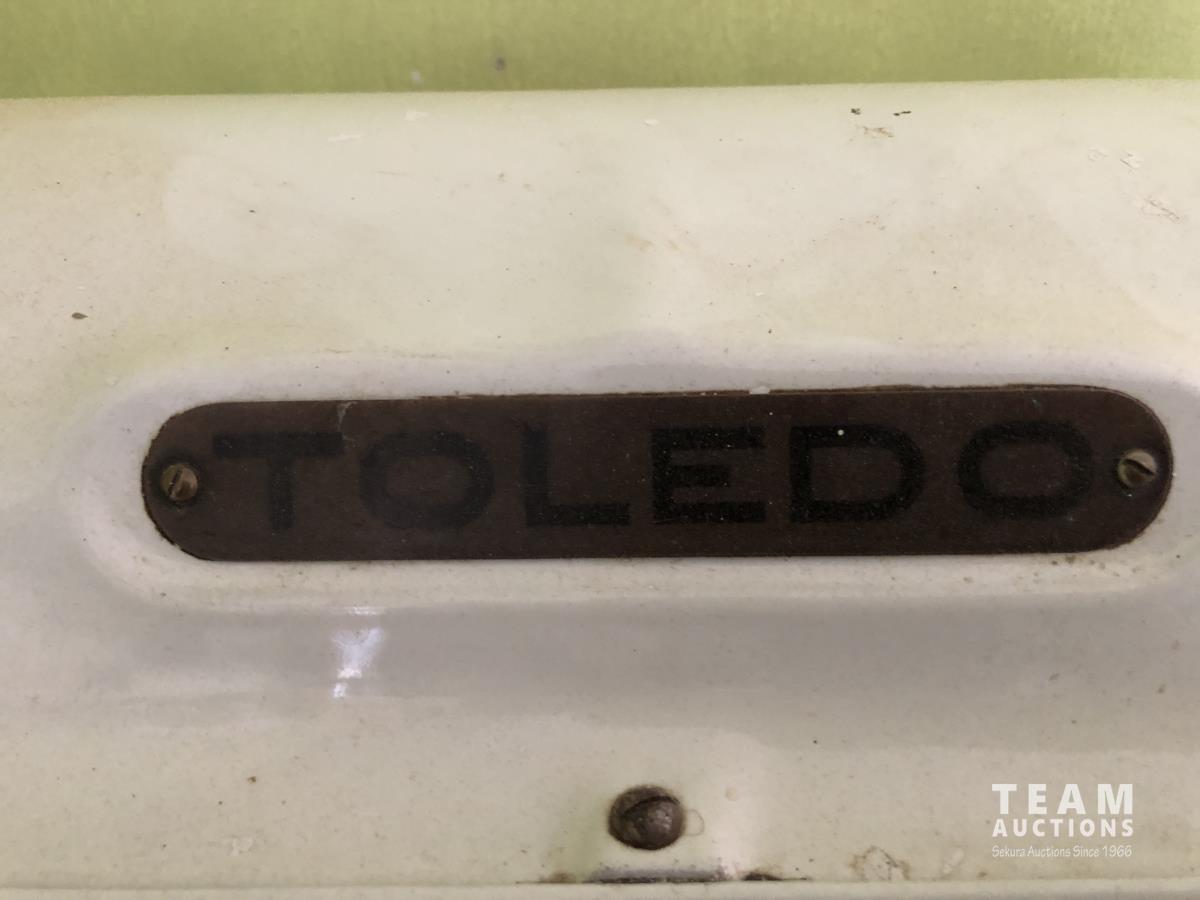 TOLEDO
TEAM
AUCTIONS
Sekura Auctions Since 1966